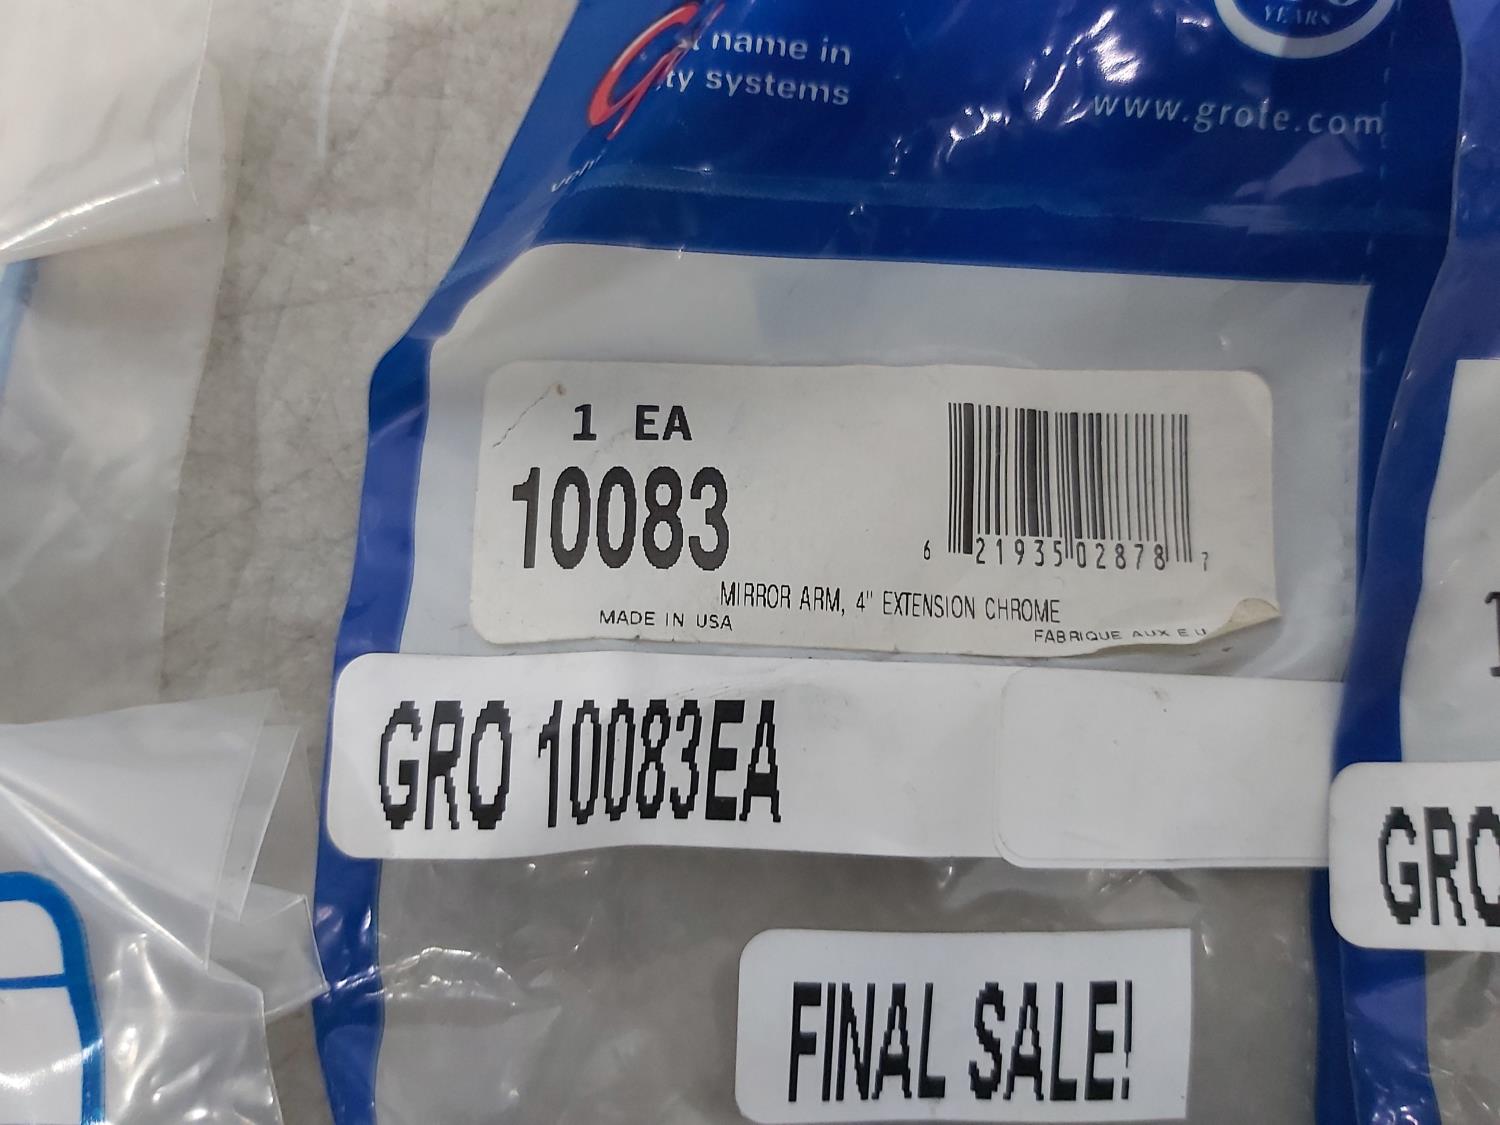 YEARS
name in
systems
www.grote.com
1 EA
10083
6 21935 02878 7
MIRROR ARM, 4" EXTENSION CHROME
MADE IN USA
FABRIQUE AUX E U
GRO 10083EA
GRO
FINAL SALE!